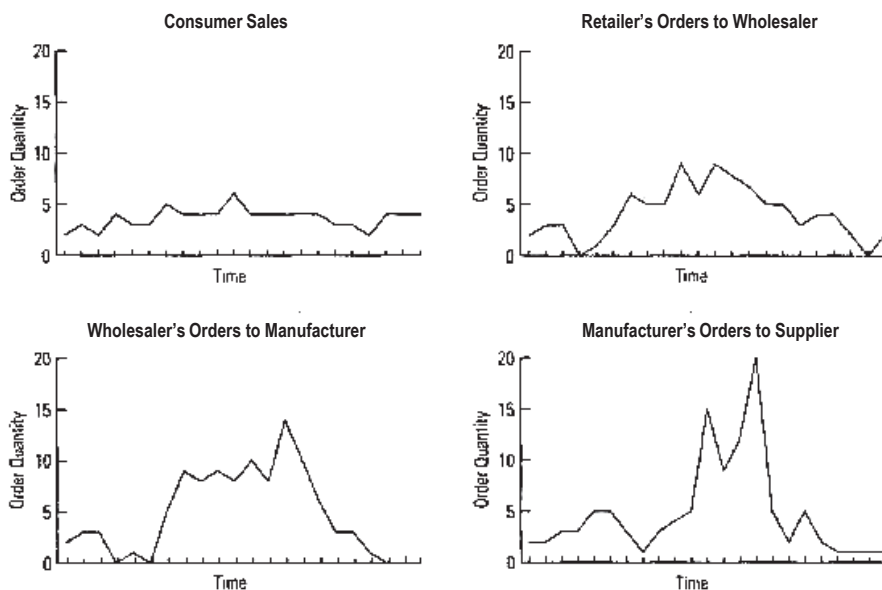 Consumer Sales
20
15
10
5
0
Order Quantity
Time
Retailer's Orders to Wholesaler
20
15
10
5
0
Order Quantity
Time
Wholesaler's Orders to Manufacturer
20
15
10
5
0
Order Quantity
Time
Manufacturer's Orders to Supplier
20
15
10
5
0
Order Quantity
Time